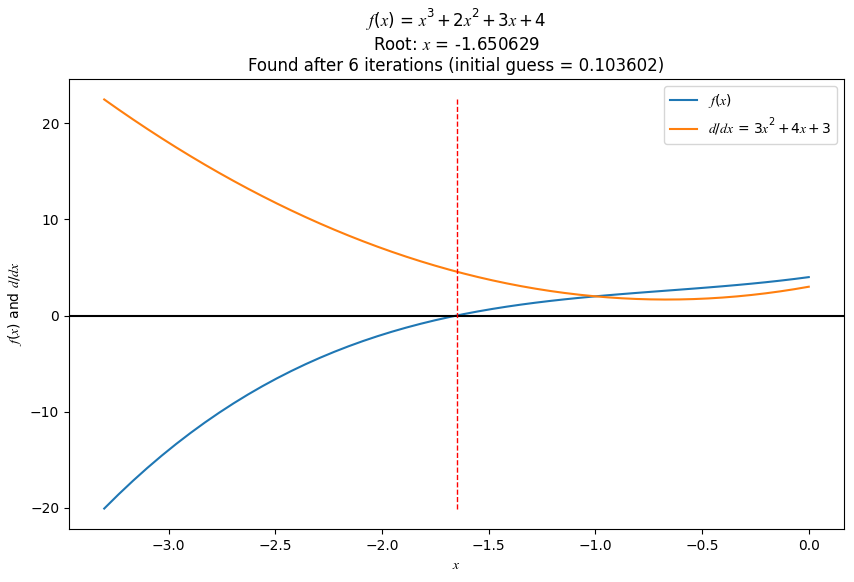 f(x) = x³ + 2x² + 3x + 4
Root: x = -1.650629
Found after 6 iterations (initial guess = 0.103602)
f(x)
d/dx = 3x² + 4x + 3
f(x) and d/dx
20
10
0
−10
−20
−3.0 −2.5 −2.0 −1.5 −1.0 −0.5 0.0
x